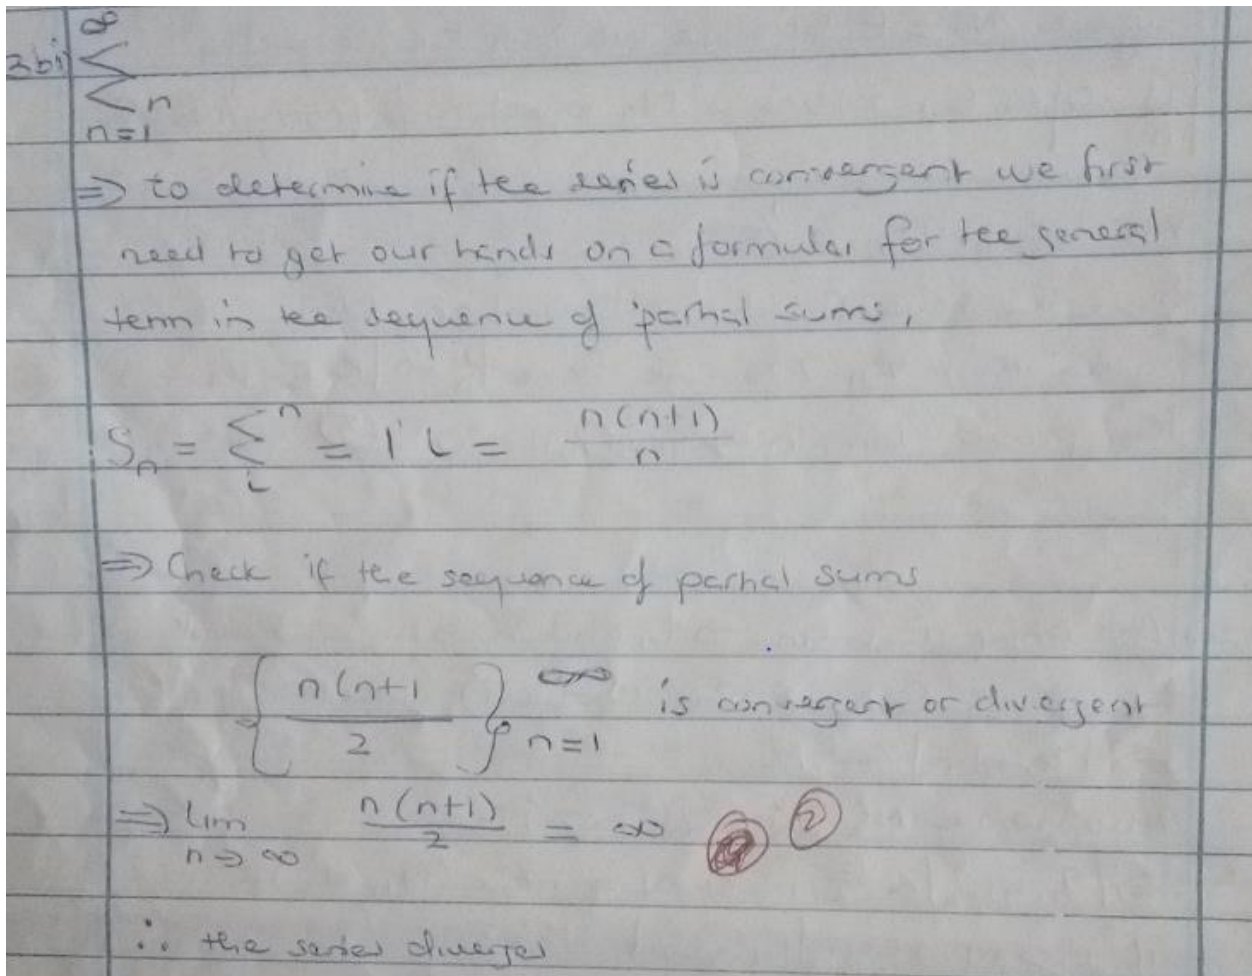 2bi) ∞
∑ n
n=1
⇒ to determine if tee series is convergent we first
need to get our hands on a formular for tee general
term in tee sequence of partial sums,
Sₙ = ∑ⁿ = 1 i = n(n+1)/n
i
⇒ Check if the sequence of partial sums
{ n(n+1 / 2 } ∞ n=1 is convergent or divergent
⇒ Lim n→∞ n(n+1)/2 = ∞ 2
∴ the series diverges